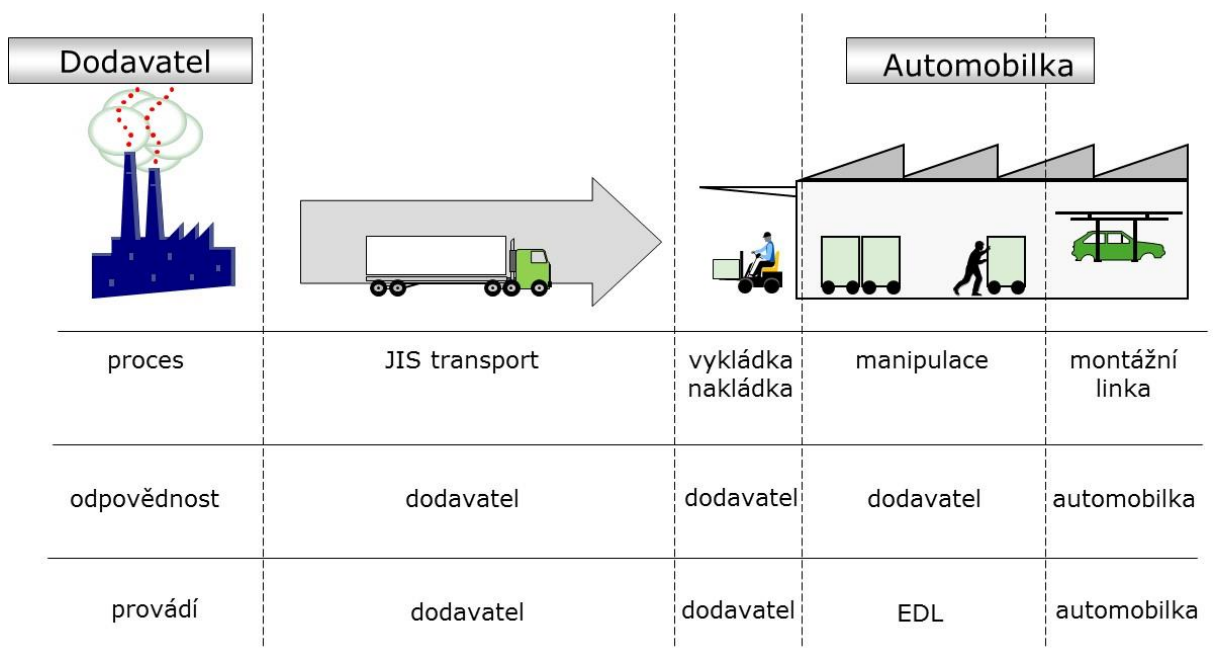 Dodavatel
Automobilka
proces
JIS transport
vykládka
nakládka
manipulace
montážní
linka
odpovědnost
dodavatel
dodavatel
dodavatel
automobilka
provádí
dodavatel
dodavatel
EDL
automobilka